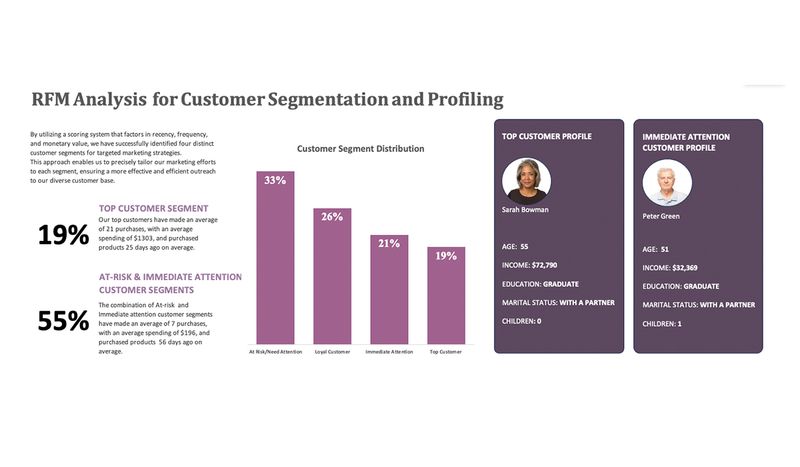 RFM Analysis for Customer Segmentation and Profiling
By utilizing a scoring system that factors in recency, frequency,
and monetary value, we have successfully identified four distinct
customer segments for targeted marketing strategies.
This approach enables us to precisely tailor our marketing efforts
to each segment, ensuring a more effective and efficient outreach
to our diverse customer base.
19%
TOP CUSTOMER SEGMENT
Our top customers have made an average
of 21 purchases, with an average
spending of $1303, and purchased
products 25 days ago on average.
55%
AT-RISK & IMMEDIATE ATTENTION
CUSTOMER SEGMENTS
The combination of At-risk and
Immediate attention customer segments
have made an average of 7 purchases,
with an average spending of $196, and
purchased products 56 days ago on
average.
Customer Segment Distribution
33%
26%
21%
19%
At Risk/Need Attention
Loyal Customer
Immediate Attention
Top Customer
TOP CUSTOMER PROFILE
Sarah Bowman
AGE: 55
INCOME: $72,790
EDUCATION: GRADUATE
MARITAL STATUS: WITH A PARTNER
CHILDREN: 0
IMMEDIATE ATTENTION
CUSTOMER PROFILE
Peter Green
AGE: 51
INCOME: $32,369
EDUCATION: GRADUATE
MARITAL STATUS: WITH A PARTNER
CHILDREN: 1